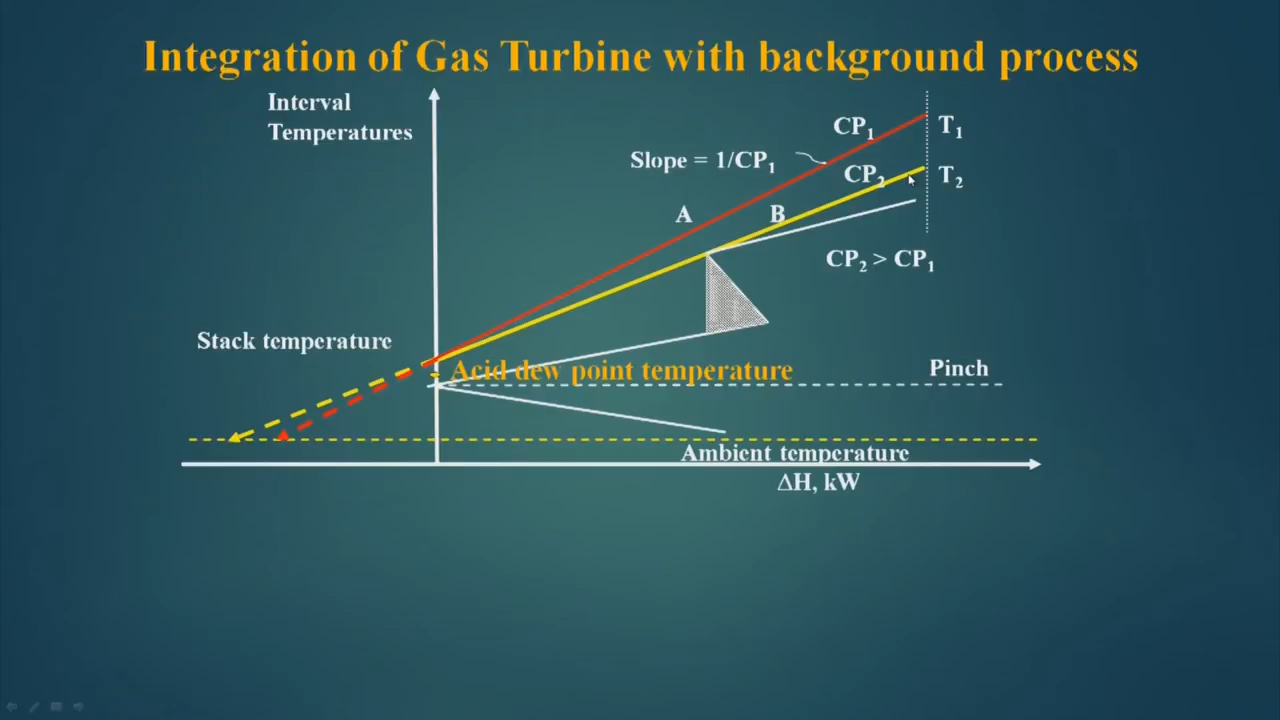 Integration of Gas Turbine with background process
Interval
Temperatures
CP₁
T₁
Slope = 1/CP₁
CP₂
T₂
A
B
CP₂ > CP₁
Stack temperature
Acid dew point temperature
Pinch
Ambient temperature
ΔH, kW